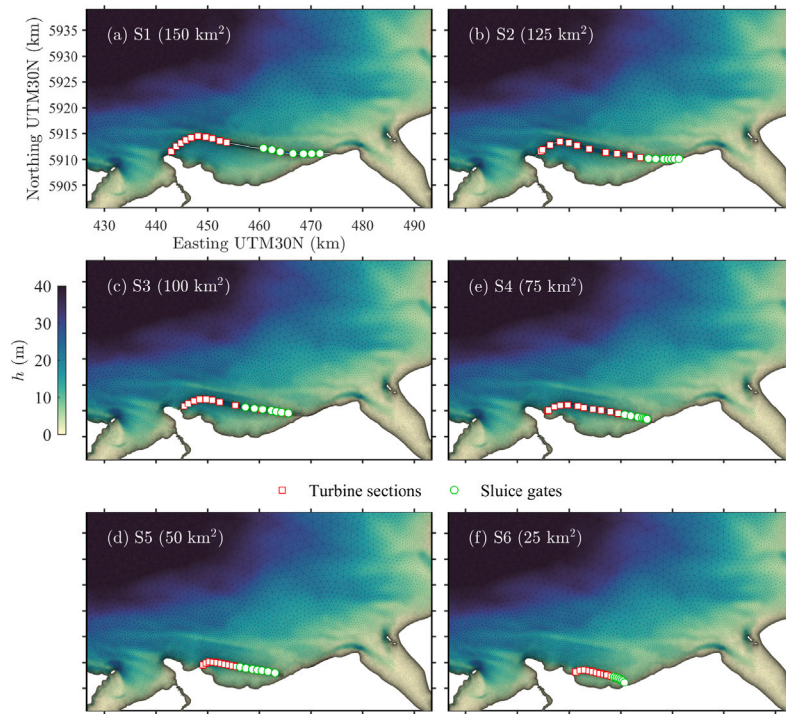 (a) S1 (150 km²)
(b) S2 (125 km²)
5935
5930
5925
5920
5915
5910
5905
Northing UTM30N (km)
430 440 450 460 470 480 490
Easting UTM30N (km)
(c) S3 (100 km²)
(e) S4 (75 km²)
40
30
20
10
0
h (m)
Turbine sections
Sluice gates
(d) S5 (50 km²)
(f) S6 (25 km²)